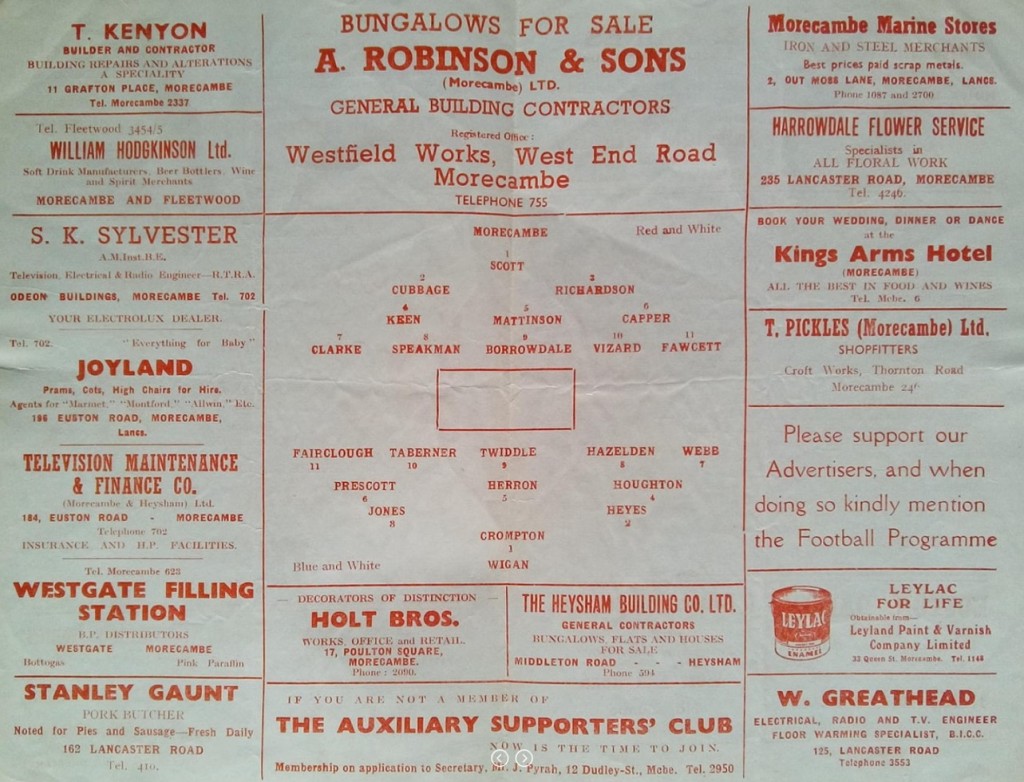 T. KENYON
BUILDER AND CONTRACTOR
BUILDING REPAIRS AND ALTERATIONS
A SPECIALITY
11 GRAFTON PLACE, MORECAMBE
Tel. Morecambe 2337
Tel. Fleetwood 3454/5
WILLIAM HODGKINSON Ltd.
Soft Drink Manufacturers, Beer Bottlers, Wine
and Spirit Merchants
MORECAMBE AND FLEETWOOD
S. K. SYLVESTER
A.M.Inst.B.E.
Television, Electrical & Radio Engineer—R.T.R.A.
ODEON BUILDINGS, MORECAMBE Tel. 702
YOUR ELECTROLUX DEALER.
Tel. 702. "Everything for Baby"
JOYLAND
Prams, Cots, High Chairs for Hire.
Agents for "Marmet," "Montford," "Allwin," Etc.
196 EUSTON ROAD, MORECAMBE,
Lancs.
TELEVISION MAINTENANCE
& FINANCE CO.
(Morecambe & Heysham) Ltd.
184, EUSTON ROAD - MORECAMBE
Telephone 702
INSURANCE AND H.P. FACILITIES.
Tel. Morecambe 623
WESTGATE FILLING
STATION
B.P. DISTRIBUTORS
WESTGATE MORECAMBE
Bottogas Pink Paraffin
STANLEY GAUNT
PORK BUTCHER
Noted for Pies and Sausage—Fresh Daily
162 LANCASTER ROAD
Tel. 410,
BUNGALOWS FOR SALE
A. ROBINSON & SONS
(Morecambe) LTD.
GENERAL BUILDING CONTRACTORS
Registered Office:
Westfield Works, West End Road
Morecambe
TELEPHONE 755
MORECAMBE Red and White
1
SCOTT
2 3
CUBBAGE RICHARDSON
4 5 6
KEEN MATTINSON CAPPER
7 8 9 10 11
CLARKE SPEAKMAN BORROWDALE VIZARD FAWCETT
FAIRCLOUGH TABERNER TWIDDLE HAZELDEN WEBB
11 10 9 8 7
PRESCOTT HERRON HOUGHTON
6 5 4
JONES HEYES
3 2
CROMPTON
1
Blue and White WIGAN
— DECORATORS OF DISTINCTION —
HOLT BROS.
WORKS, OFFICE and RETAIL,
17, POULTON SQUARE,
MORECAMBE.
Phone: 2090.
THE HEYSHAM BUILDING CO. LTD.
GENERAL CONTRACTORS
BUNGALOWS, FLATS AND HOUSES
FOR SALE
MIDDLETON ROAD - - - HEYSHAM
Phone 594
IF YOU ARE NOT A MEMBER OF
THE AUXILIARY SUPPORTERS' CLUB
NOW IS THE TIME TO JOIN.
Membership on application to Secretary, Mr. J. Pyrah, 12 Dudley-St., Mcbe. Tel. 2950
Morecambe Marine Stores
IRON AND STEEL MERCHANTS
Best prices paid scrap metals.
2, OUT MOSS LANE, MORECAMBE, LANCS.
Phone 1087 and 2700
HARROWDALE FLOWER SERVICE
Specialists in
ALL FLORAL WORK
235 LANCASTER ROAD, MORECAMBE
Tel. 4246.
BOOK YOUR WEDDING, DINNER OR DANCE
at the
Kings Arms Hotel
(MORECAMBE)
ALL THE BEST IN FOOD AND WINES
Tel. Mcbe. 6
T. PICKLES (Morecambe) Ltd.
SHOPFITTERS
Croft Works, Thornton Road
Morecambe 246
Please support our
Advertisers, and when
doing so kindly mention
the Football Programme
LEYLAC
ENAMEL
LEYLAC
FOR LIFE
Obtainable from—
Leyland Paint & Varnish
Company Limited
33 Queen St. Morecambe. Tel. 1148
W. GREATHEAD
ELECTRICAL, RADIO AND T.V. ENGINEER
FLOOR WARMING SPECIALIST, B.I.C.C.
125, LANCASTER ROAD
Telephone 3553